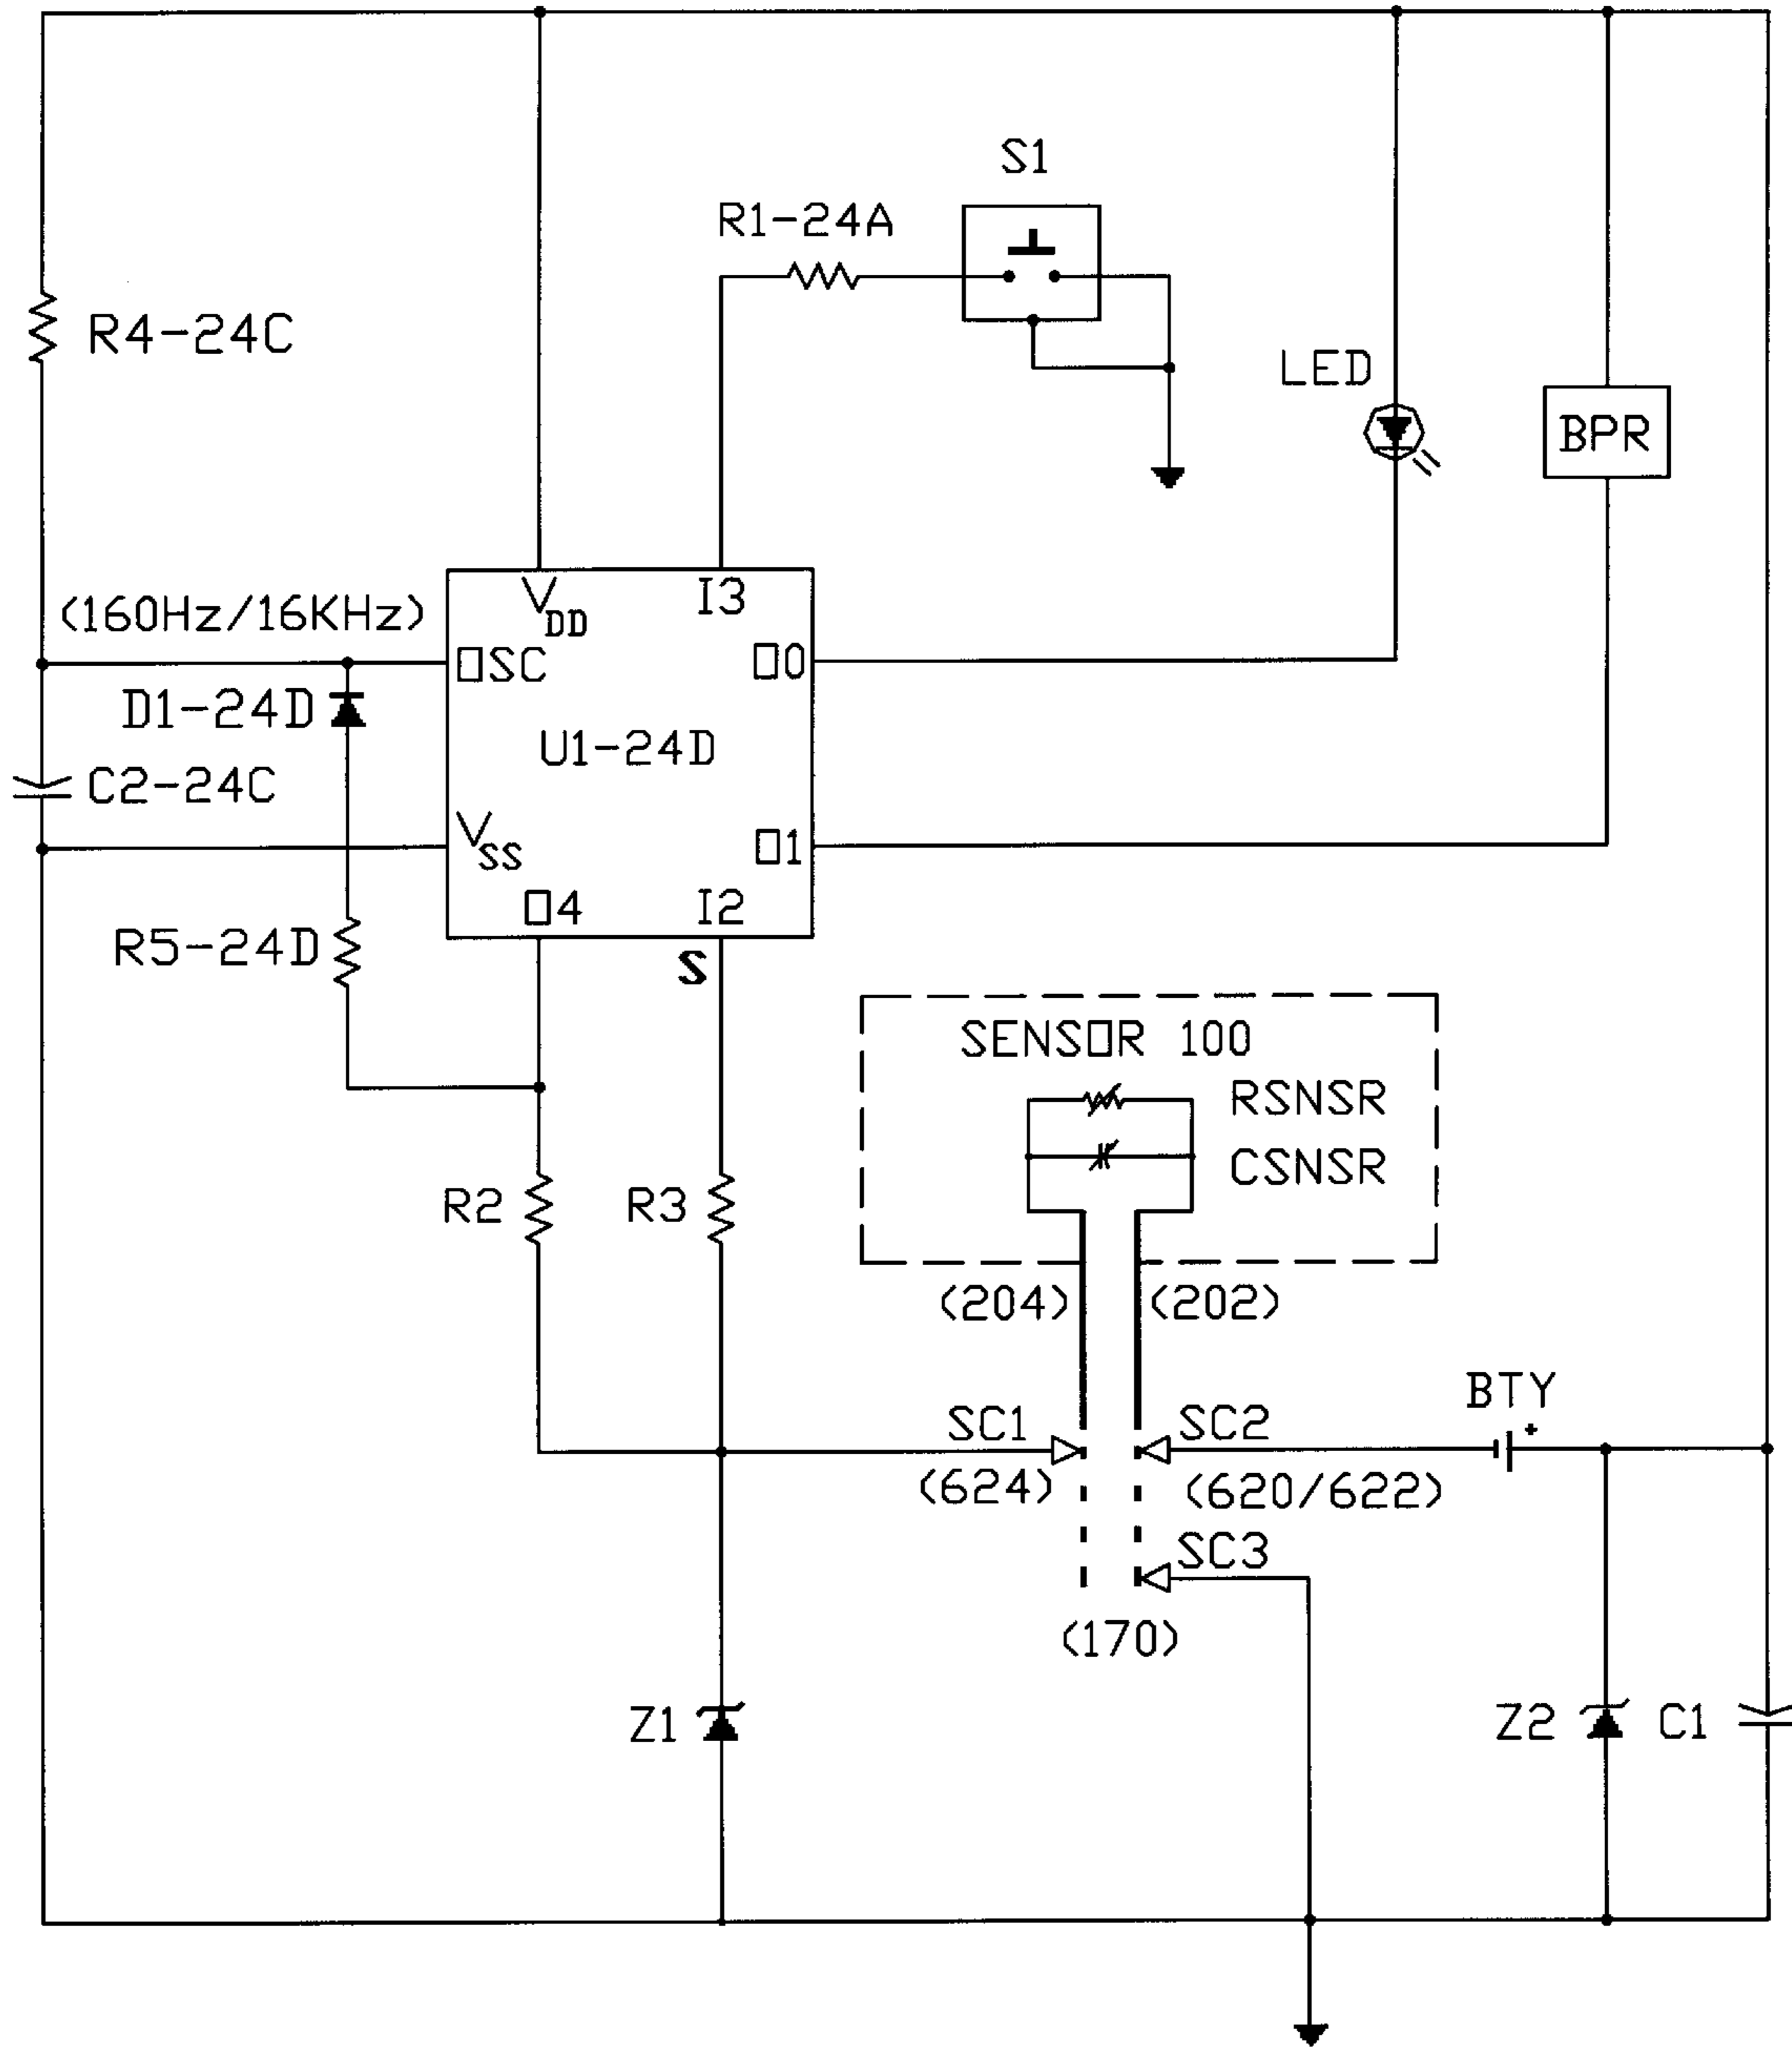 S1
R1-24A
R4-24C
LED
BPR
(160Hz/16KHz)
VDD
I3
OSC
O0
D1-24D
U1-24D
C2-24C
VSS
O1
O4
I2
R5-24D
S
SENSOR 100
RSNSR
CSNSR
R2
R3
(204)
(202)
BTY
+
SC1
SC2
(624)
(620/622)
SC3
(170)
Z1
Z2
C1